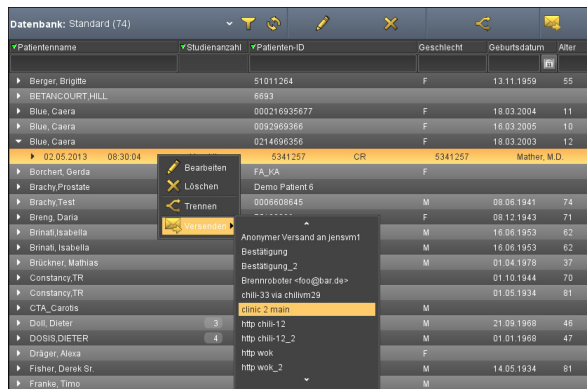 Datenbank: Standard (74)
Patientenname Studienanzahl Patienten-ID Geschlecht Geburtsdatum Alter
Berger, Brigitte 51011264 F 13.11.1959 55
BETANCOURT,HILL 6693
Blue, Caera 000216935677 F 18.03.2004 11
Blue, Caera 0092969366 F 16.03.2005 10
Blue, Caera 0214696356 F 18.03.2003 12
02.05.2013 08:30:04 5341257 CR 5341257 Mather, M.D.
Borchert, Gerda FA_KA F
Brachy,Prostate Demo Patient 6
Brachy,Test 0006608645 M 08.06.1941 74
Breng, Daria F 08.12.1943 71
Brinati,Isabella M 16.06.1953 62
Brinati, Isabella M 16.06.1953 62
Brückner, Mathias M 01.04.1978 37
Constancy,TR 01.10.1944 70
Constancy,TR 01.05.1934 81
CTA_Carotis M
Doll, Dieter 3 M 21.09.1968 46
DOSIS,DIETER 4 M 01.01.1968 47
Dräger, Alexa F
Fisher, Derek Sr. M 14.05.1934 81
Franke, Timo M
Bearbeiten
Löschen
Trennen
Versenden
Anonymer Versand an jensvm1
Bestätigung
Bestätigung_2
Brennroboter <foo@bar.de>
chili-33 via chilivm29
clinic 2 main
http chili-12
http chili-12_2
http wok
http wok_2